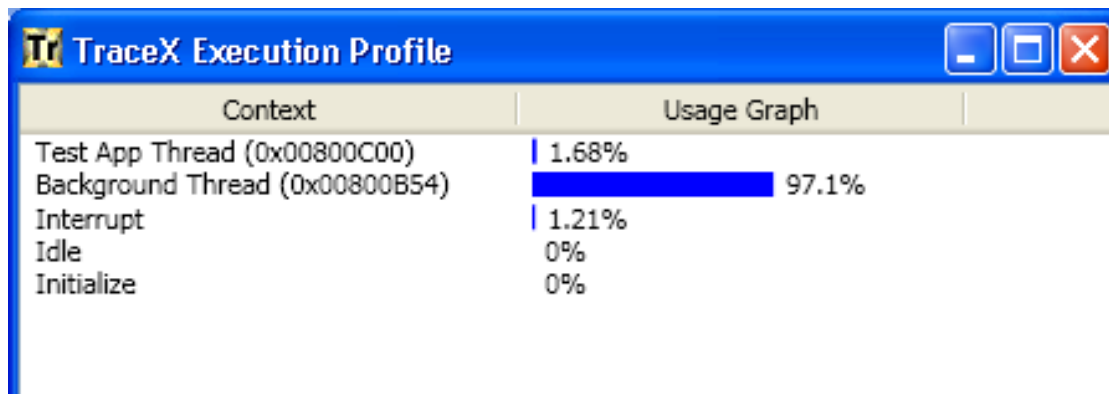 Tr TraceX Execution Profile
Context Usage Graph
Test App Thread (0x00800C00) 1.68%
Background Thread (0x00800B54) 97.1%
Interrupt 1.21%
Idle 0%
Initialize 0%